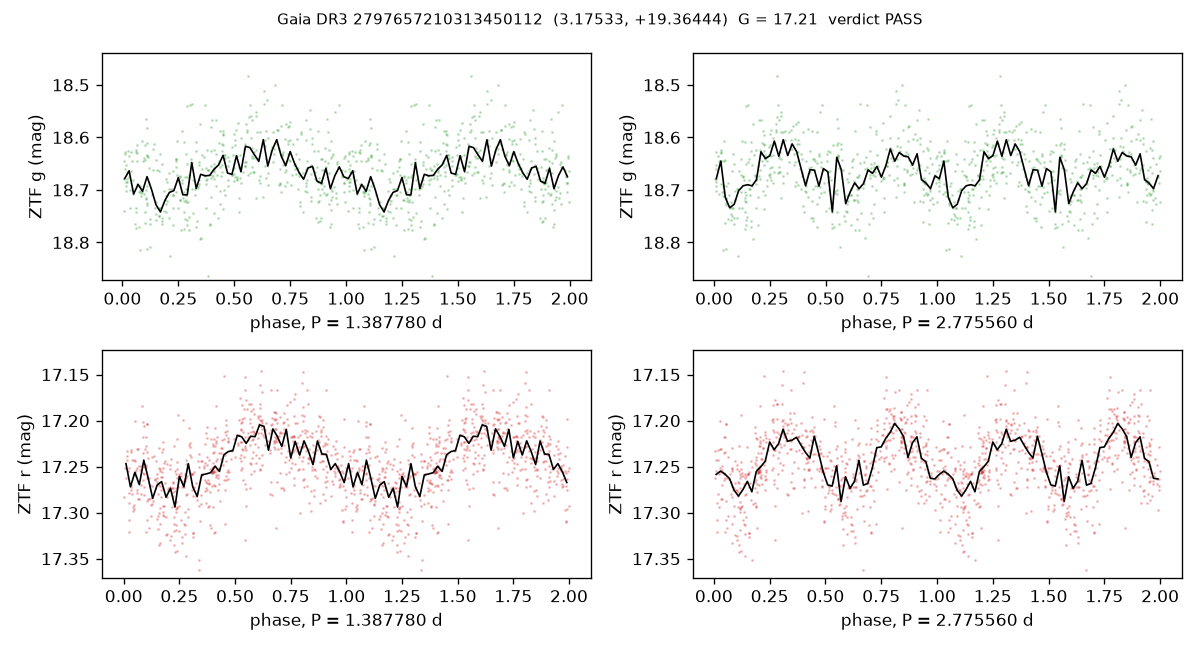 Gaia DR3 2797657210313450112 (3.17533, +19.36444) G = 17.21 verdict PASS
ZTF g (mag)
18.5
18.6
18.7
18.8
0.00 0.25 0.50 0.75 1.00 1.25 1.50 1.75 2.00
phase, P = 1.387780 d
ZTF g (mag)
18.5
18.6
18.7
18.8
0.00 0.25 0.50 0.75 1.00 1.25 1.50 1.75 2.00
phase, P = 2.775560 d
ZTF r (mag)
17.15
17.20
17.25
17.30
17.35
0.00 0.25 0.50 0.75 1.00 1.25 1.50 1.75 2.00
phase, P = 1.387780 d
ZTF r (mag)
17.15
17.20
17.25
17.30
17.35
0.00 0.25 0.50 0.75 1.00 1.25 1.50 1.75 2.00
phase, P = 2.775560 d